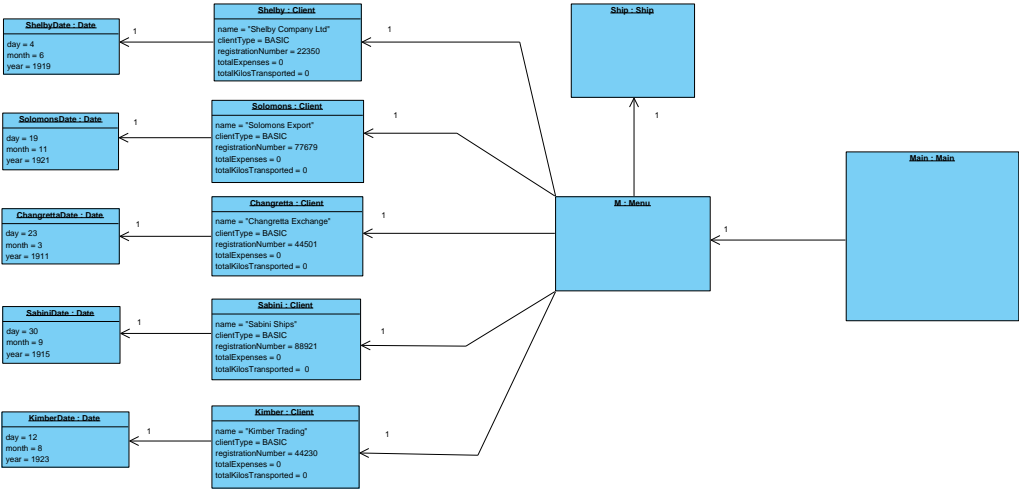 ShelbyDate : Date
day = 4
month = 6
year = 1919
1
Shelby : Client
name = "Shelby Company Ltd"
clientType = BASIC
registrationNumber = 22350
totalExpenses = 0
totalKilosTransported = 0
1
Ship : Ship
1
SolomonsDate : Date
day = 19
month = 11
year = 1921
1
Solomons : Client
name = "Solomons Export"
clientType = BASIC
registrationNumber = 77679
totalExpenses = 0
totalKilosTransported = 0
1
Main : Main
ChangrettaDate : Date
day = 23
month = 3
year = 1911
1
Changretta : Client
name = "Changretta Exchange"
clientType = BASIC
registrationNumber = 44501
totalExpenses = 0
totalKilosTransported = 0
1
M : Menu
1
SabiniDate : Date
day = 30
month = 9
year = 1915
1
Sabini : Client
name = "Sabini Ships"
clientType = BASIC
registrationNumber = 88921
totalExpenses = 0
totalKilosTransported = 0
1
KimberDate : Date
day = 12
month = 8
year = 1923
1
Kimber : Client
name = "Kimber Trading"
clientType = BASIC
registrationNumber = 44230
totalExpenses = 0
totalKilosTransported = 0
1